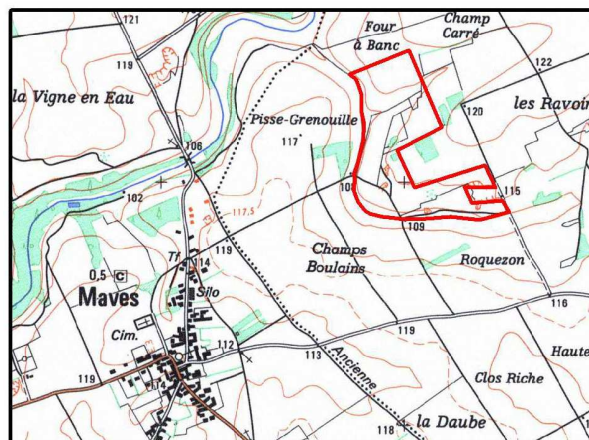 121
Four
à Banc
Champ
Carré
119
122
la Vigne en Eau
Pisse-Grenouille
120
les Ravoir
117
106
102
115
117,5
109
Champs
Boulains
Roquezon
119
Tf
114
0,5 C
Maves
Silo
116
Cim.
112
119
113
Ancienne
Haute
119
114
Clos Riche
la Daube
118